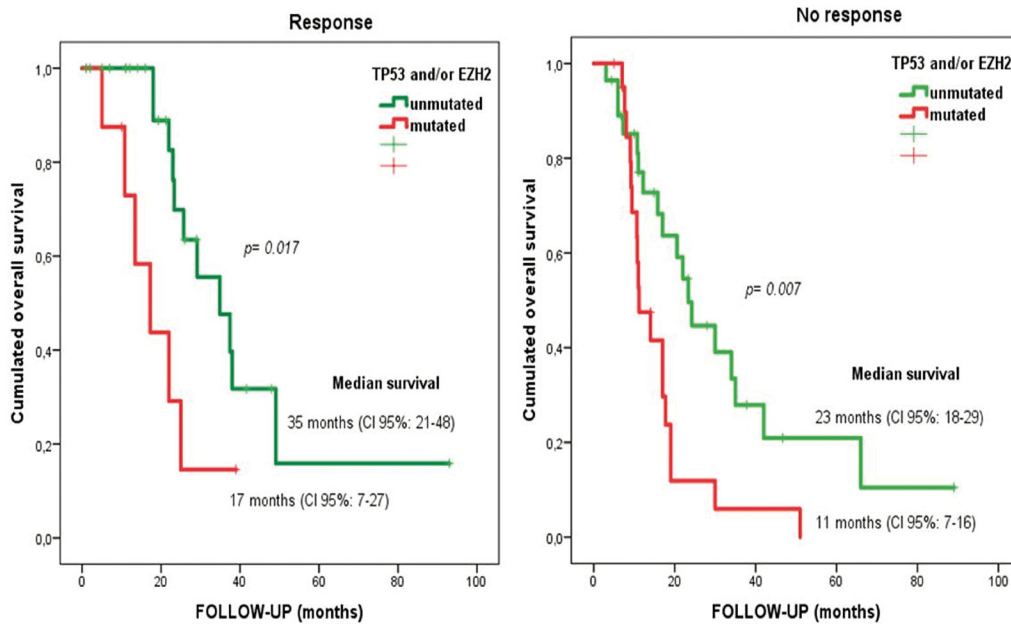 Response
TP53 and/or EZH2
unmutated
mutated
1,0
0,8
0,6
0,4
0,2
0,0
Cumulated overall survival
p= 0.017
Median survival
35 months (CI 95%: 21-48)
17 months (CI 95%: 7-27)
0 20 40 60 80 100
FOLLOW-UP (months)
No response
TP53 and/or EZH2
unmutated
mutated
1,0
0,8
0,6
0,4
0,2
0,0
Cumulated overall survival
p= 0.007
Median survival
23 months (CI 95%: 18-29)
11 months (CI 95%: 7-16)
0 20 40 60 80 100
FOLLOW-UP (months)